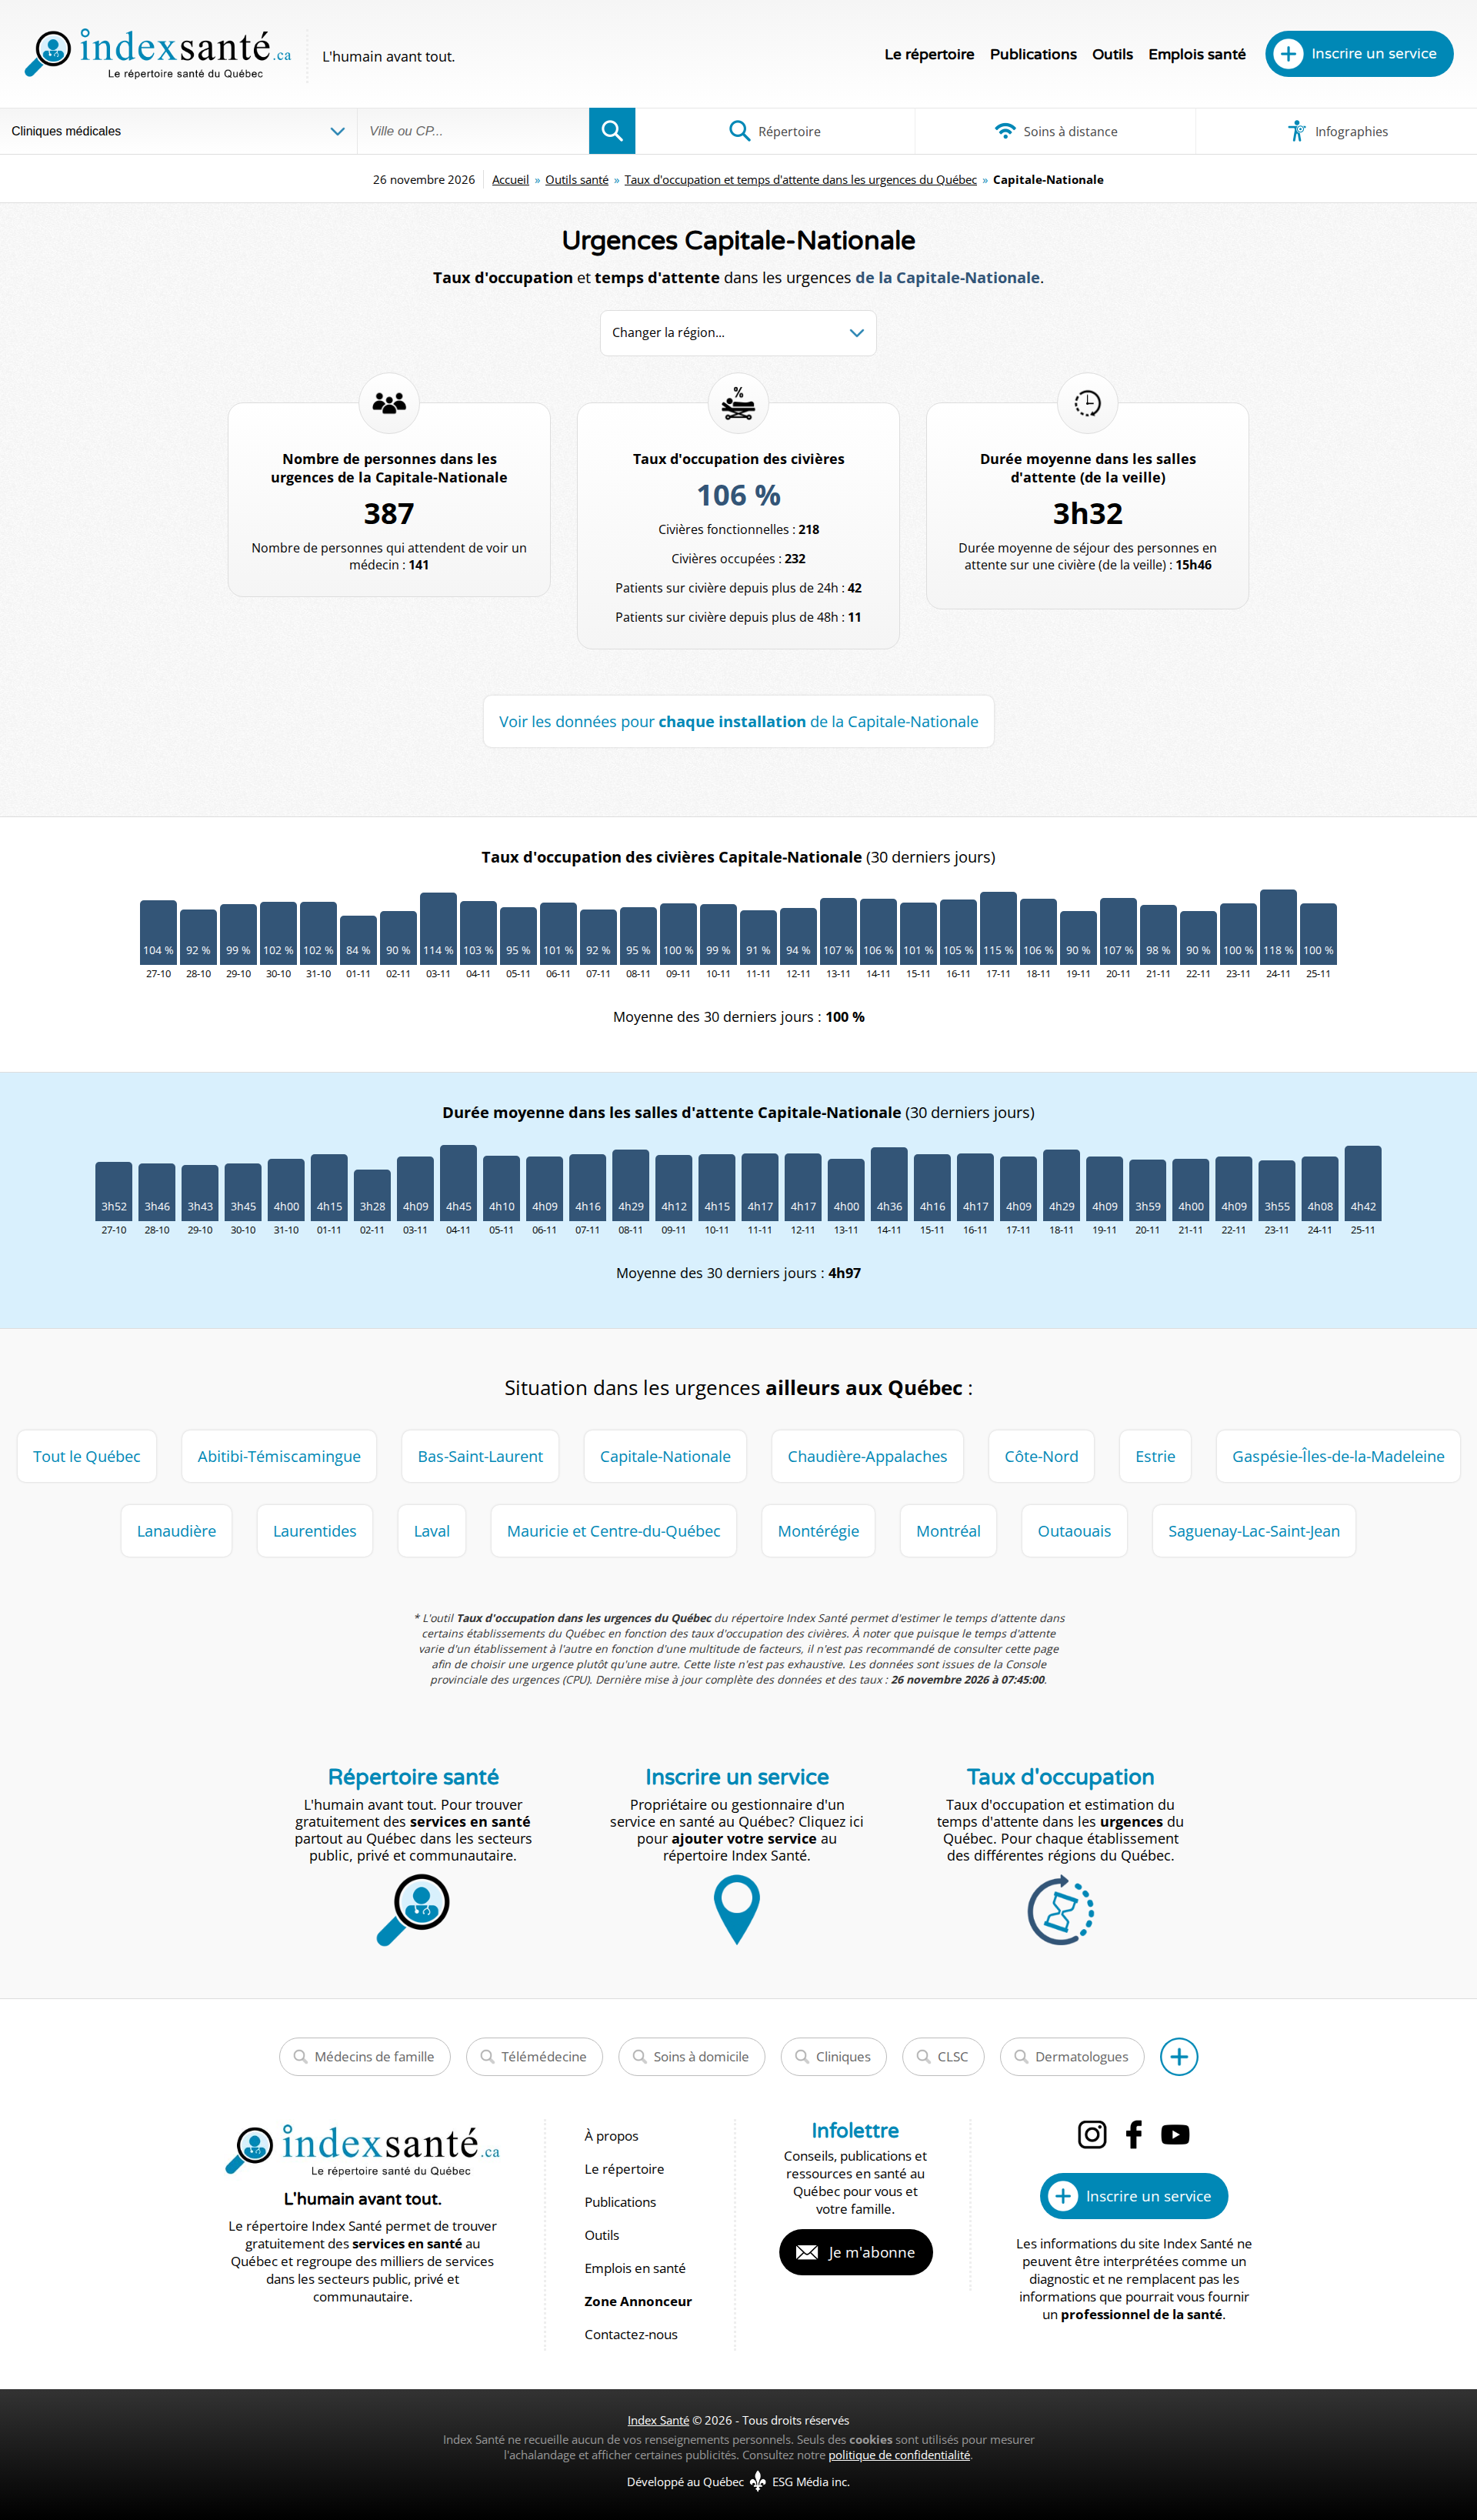 indexsanté.ca
Le répertoire santé du Québec
L'humain avant tout.
Le répertoire
Publications
Outils
Emplois santé
Inscrire un service
Cliniques médicales
Ville ou CP...
Répertoire
Soins à distance
Infographies
26 novembre 2026 Accueil » Outils santé » Taux d'occupation et temps d'attente dans les urgences du Québec » Capitale-Nationale
Urgences Capitale-Nationale
Taux d'occupation et temps d'attente dans les urgences de la Capitale-Nationale.
Changer la région...
%
Nombre de personnes dans les
urgences de la Capitale-Nationale
387
Nombre de personnes qui attendent de voir un
médecin : 141
Taux d'occupation des civières
106 %
Civières fonctionnelles : 218
Civières occupées : 232
Patients sur civière depuis plus de 24h : 42
Patients sur civière depuis plus de 48h : 11
Durée moyenne dans les salles
d'attente (de la veille)
3h32
Durée moyenne de séjour des personnes en
attente sur une civière (de la veille) : 15h46
Voir les données pour chaque installation de la Capitale-Nationale
Taux d'occupation des civières Capitale-Nationale (30 derniers jours)
104 % 92 % 99 % 102 % 102 % 84 % 90 % 114 % 103 % 95 % 101 % 92 % 95 % 100 % 99 % 91 % 94 % 107 % 106 % 101 % 105 % 115 % 106 % 90 % 107 % 98 % 90 % 100 % 118 % 100 %
27-10 28-10 29-10 30-10 31-10 01-11 02-11 03-11 04-11 05-11 06-11 07-11 08-11 09-11 10-11 11-11 12-11 13-11 14-11 15-11 16-11 17-11 18-11 19-11 20-11 21-11 22-11 23-11 24-11 25-11
Moyenne des 30 derniers jours : 100 %
Durée moyenne dans les salles d'attente Capitale-Nationale (30 derniers jours)
3h52 3h46 3h43 3h45 4h00 4h15 3h28 4h09 4h45 4h10 4h09 4h16 4h29 4h12 4h15 4h17 4h17 4h00 4h36 4h16 4h17 4h09 4h29 4h09 3h59 4h00 4h09 3h55 4h08 4h42
27-10 28-10 29-10 30-10 31-10 01-11 02-11 03-11 04-11 05-11 06-11 07-11 08-11 09-11 10-11 11-11 12-11 13-11 14-11 15-11 16-11 17-11 18-11 19-11 20-11 21-11 22-11 23-11 24-11 25-11
Moyenne des 30 derniers jours : 4h97
Situation dans les urgences ailleurs aux Québec :
Tout le Québec
Abitibi-Témiscamingue
Bas-Saint-Laurent
Capitale-Nationale
Chaudière-Appalaches
Côte-Nord
Estrie
Gaspésie-Îles-de-la-Madeleine
Lanaudière
Laurentides
Laval
Mauricie et Centre-du-Québec
Montérégie
Montréal
Outaouais
Saguenay-Lac-Saint-Jean
* L'outil Taux d'occupation dans les urgences du Québec du répertoire Index Santé permet d'estimer le temps d'attente dans
certains établissements du Québec en fonction des taux d'occupation des civières. À noter que puisque le temps d'attente
varie d'un établissement à l'autre en fonction d'une multitude de facteurs, il n'est pas recommandé de consulter cette page
afin de choisir une urgence plutôt qu'une autre. Cette liste n'est pas exhaustive. Les données sont issues de la Console
provinciale des urgences (CPU). Dernière mise à jour complète des données et des taux : 26 novembre 2026 à 07:45:00.
Répertoire santé
L'humain avant tout. Pour trouver
gratuitement des services en santé
partout au Québec dans les secteurs
public, privé et communautaire.
Inscrire un service
Propriétaire ou gestionnaire d'un
service en santé au Québec? Cliquez ici
pour ajouter votre service au
répertoire Index Santé.
Taux d'occupation
Taux d'occupation et estimation du
temps d'attente dans les urgences du
Québec. Pour chaque établissement
des différentes régions du Québec.
Médecins de famille
Télémédecine
Soins à domicile
Cliniques
CLSC
Dermatologues
indexsanté.ca
Le répertoire santé du Québec
L'humain avant tout.
Le répertoire Index Santé permet de trouver
gratuitement des services en santé au
Québec et regroupe des milliers de services
dans les secteurs public, privé et
communautaire.
À propos
Le répertoire
Publications
Outils
Emplois en santé
Zone Annonceur
Contactez-nous
Infolettre
Conseils, publications et
ressources en santé au
Québec pour vous et
votre famille.
Je m'abonne
Inscrire un service
Les informations du site Index Santé ne
peuvent être interprétées comme un
diagnostic et ne remplacent pas les
informations que pourrait vous fournir
un professionnel de la santé.
Index Santé © 2026 - Tous droits réservés
Index Santé ne recueille aucun de vos renseignements personnels. Seuls des cookies sont utilisés pour mesurer
l'achalandage et afficher certaines publicités. Consultez notre politique de confidentialité.
Développé au Québec ESG Média inc.